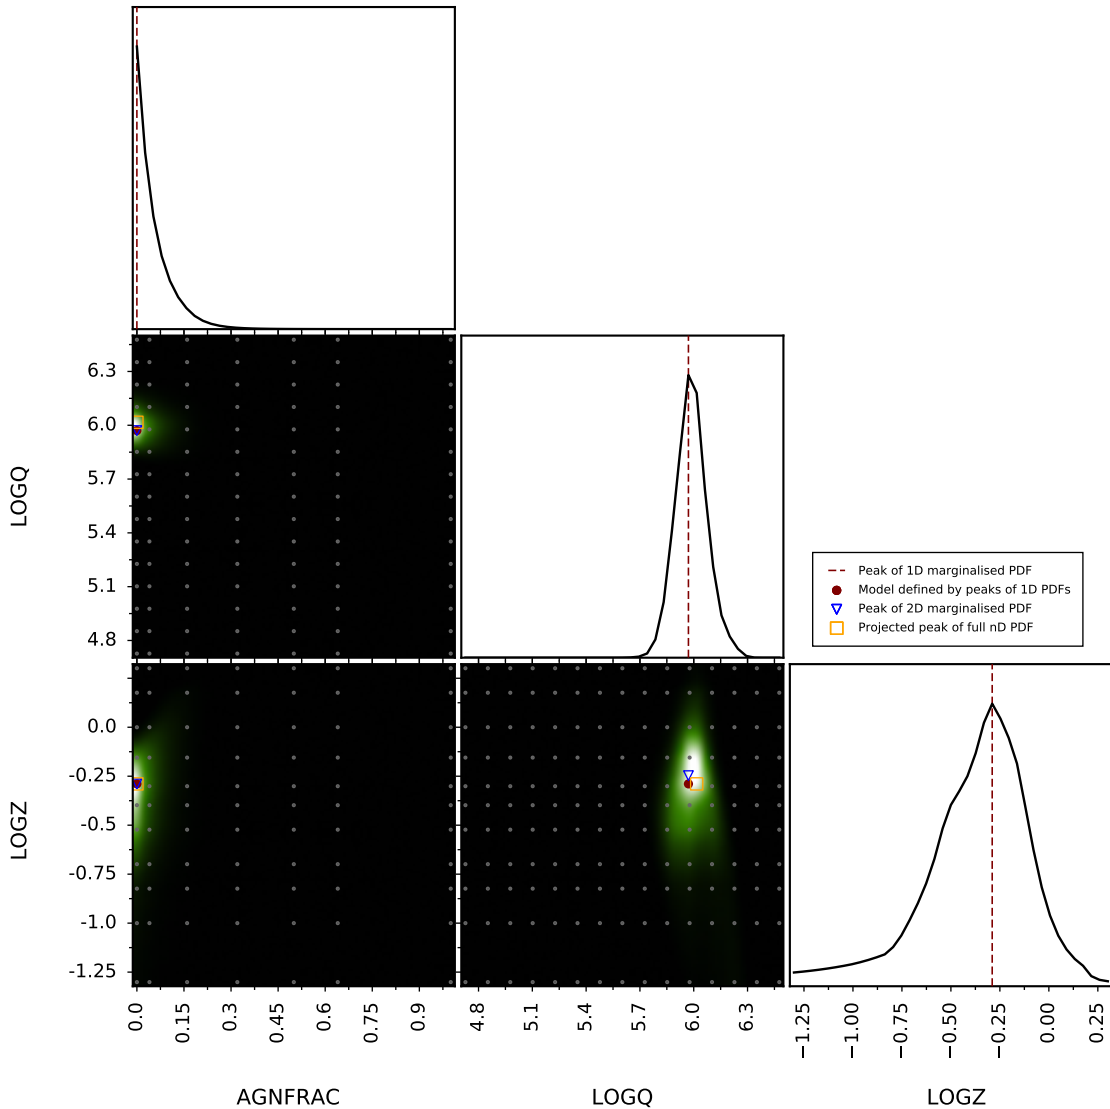 6.3
6.0
5.7
5.4
5.1
4.8
LOGQ
Peak of 1D marginalised PDF
Model defined by peaks of 1D PDFs
Peak of 2D marginalised PDF
Projected peak of full nD PDF
0.0
-0.25
-0.5
-0.75
-1.0
-1.25
LOGZ
0.0 0.15 0.3 0.45 0.6 0.75 0.9
4.8 5.1 5.4 5.7 6.0 6.3
−1.25 −1.00 −0.75 −0.50 −0.25 0.00 0.25
AGNFRAC LOGQ LOGZ